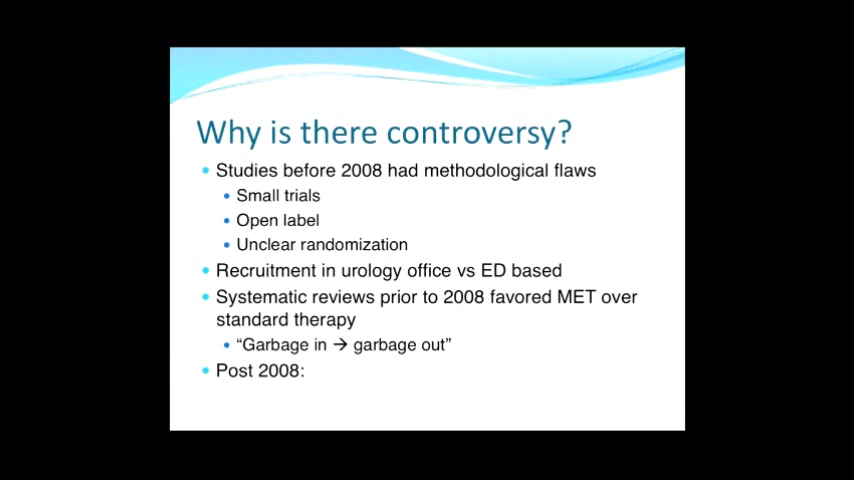 Why is there controversy?
• Studies before 2008 had methodological flaws
• Small trials
• Open label
• Unclear randomization
• Recruitment in urology office vs ED based
• Systematic reviews prior to 2008 favored MET over
standard therapy
• “Garbage in → garbage out”
• Post 2008: